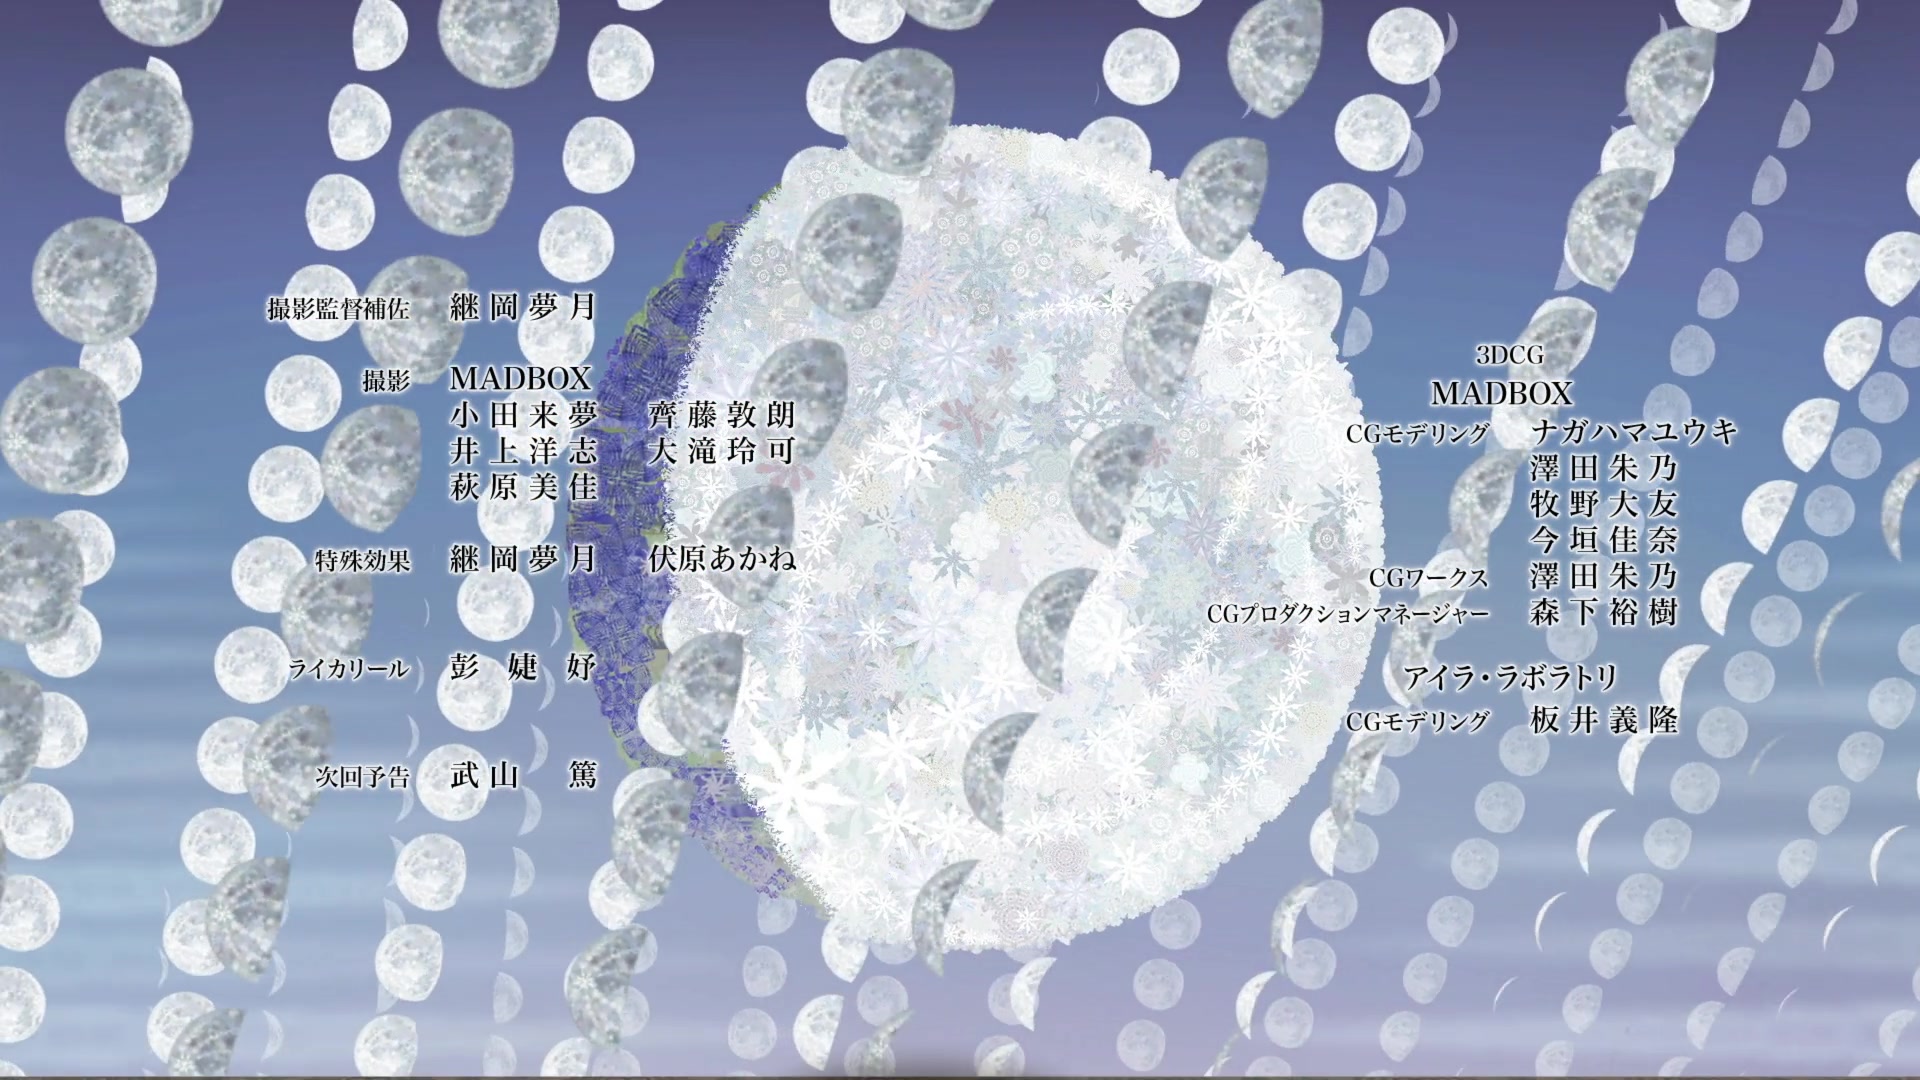 撮影監督補佐 継岡夢月
撮影 MADBOX
小田来夢 齊藤敦朗
井上洋志 大滝玲可
萩原美佳
特殊効果 継岡夢月 伏原あかね
ライカリール 彭婕妤
次回予告 武山 篤
3DCG
MADBOX
CGモデリング ナガハマユウキ
澤田朱乃
牧野大友
今垣佳奈
CGワークス 澤田朱乃
CGプロダクションマネージャー 森下裕樹
アイラ・ラボラトリ
CGモデリング 板井義隆